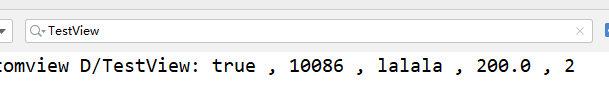 TestView
tomview D/TestView: true , 10086 , lalala , 200.0 , 2